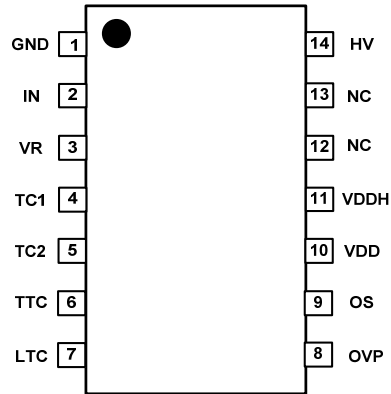 GND 1 14 HV
IN 2 13 NC
VR 3 12 NC
TC1 4 11 VDDH
TC2 5 10 VDD
TTC 6 9 OS
LTC 7 8 OVP